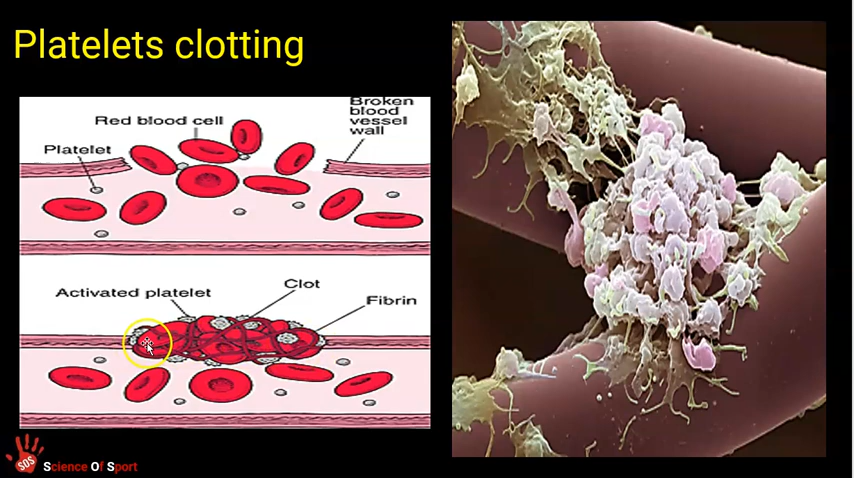 Platelets clotting
Broken
blood
vessel
wall
Red blood cell
Platelet
Clot
Activated platelet
Fibrin
SOS
Science Of Sport